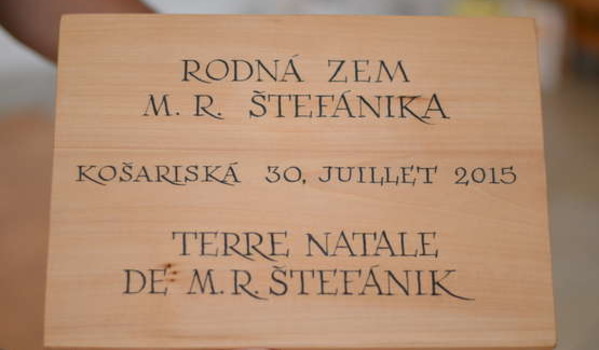 RODNÁ ZEM
M. R. ŠTEFÁNIKA
KOŠARISKÁ 30. JUILLET 2015
TERRE NATALE
DE M. R. ŠTEFÁNIK